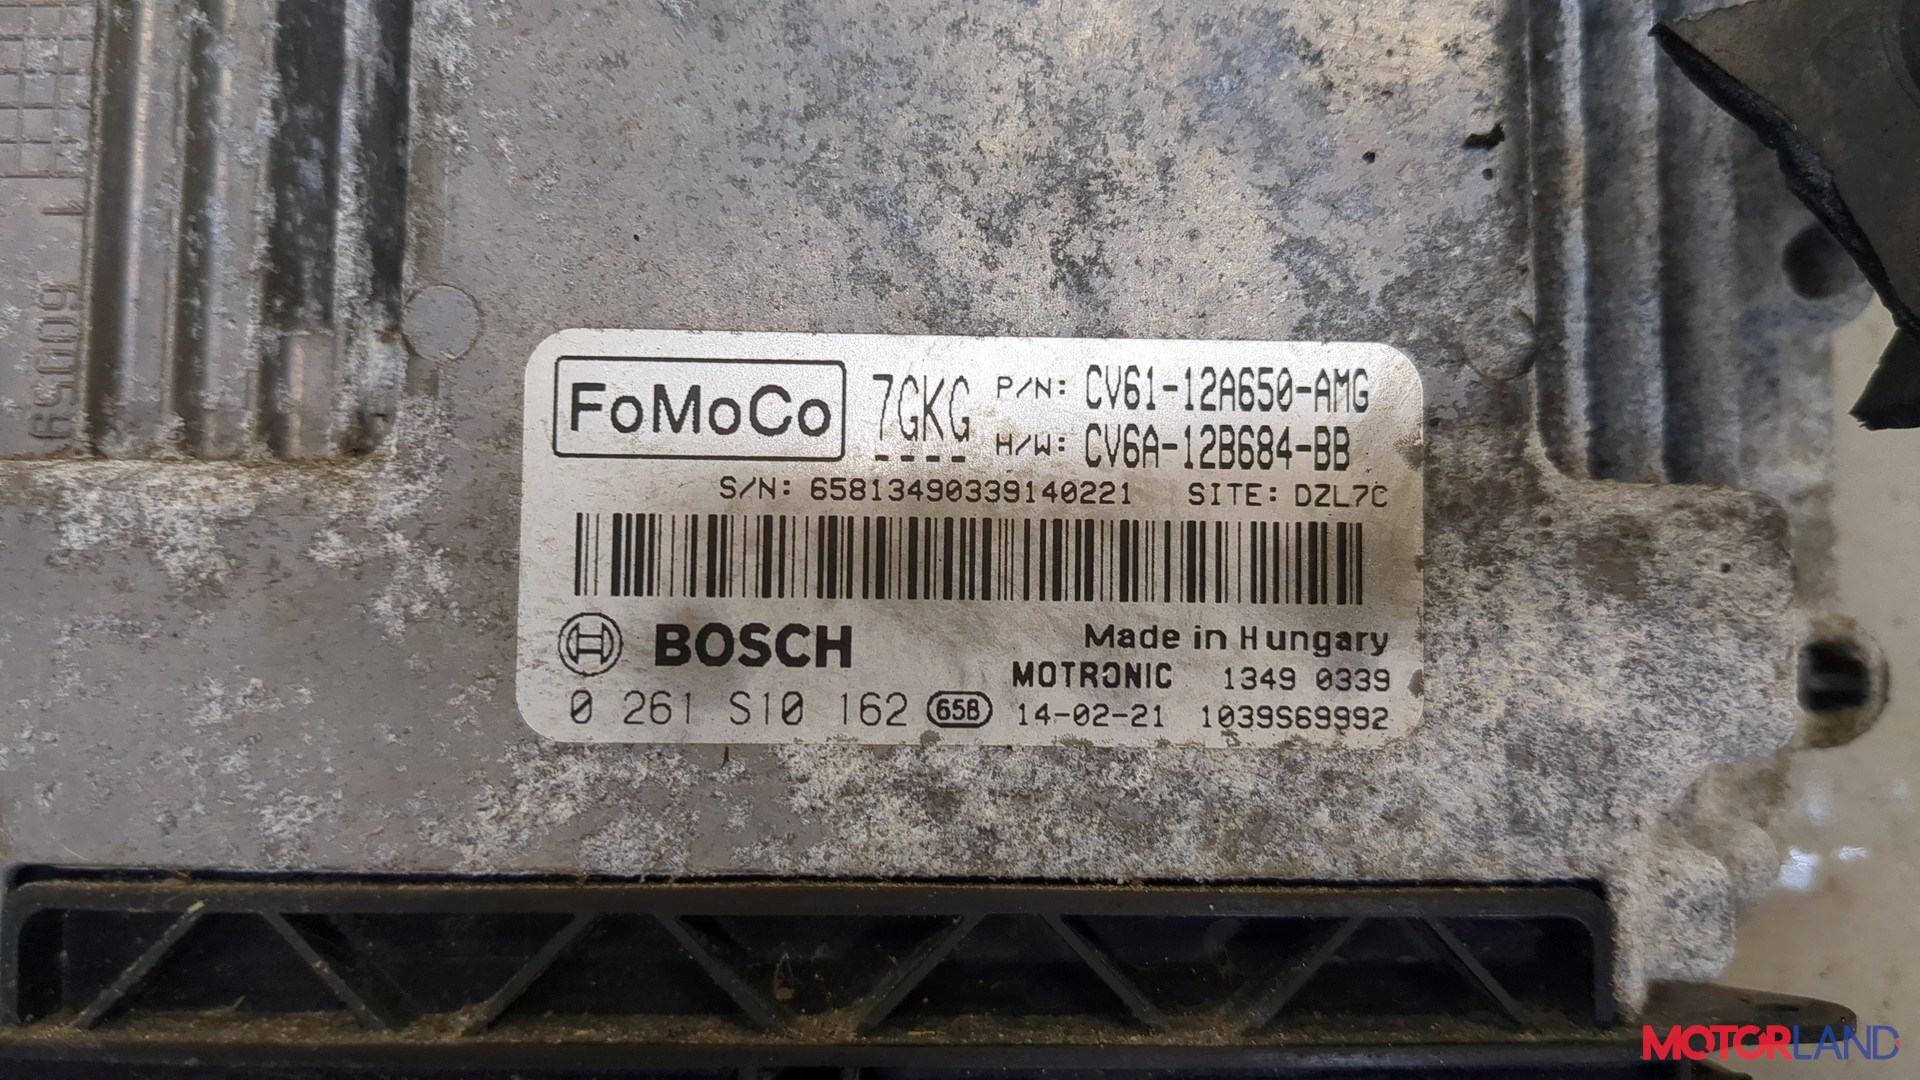 FoMoCo 7GKG P/N: CV61-12A650-AMG
H/W: CV6A-12B684-BB
S/N: 65813490339140221 SITE: DZL7C
BOSCH Made in Hungary
MOTRONIC 1349 0339
0 261 S10 162 65B 14-02-21 1039S69992
MOTORLAND